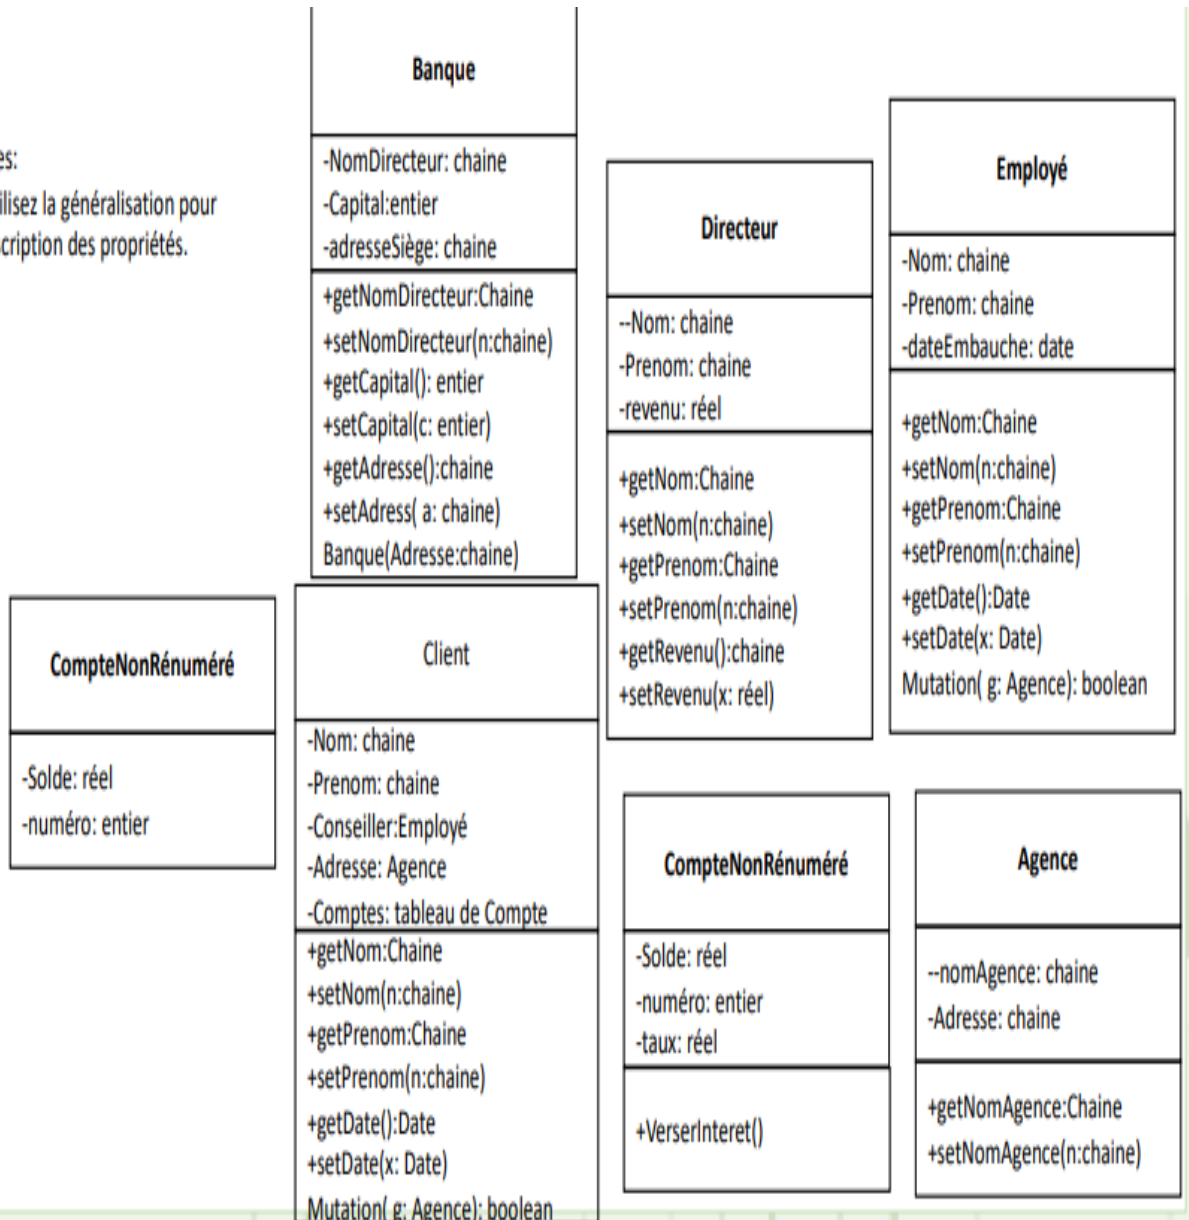 es:
ilisez la généralisation pour
scription des propriétés.
Banque
-NomDirecteur: chaine
-Capital:entier
-adresseSiège: chaine
+getNomDirecteur:Chaine
+setNomDirecteur(n:chaine)
+getCapital(): entier
+setCapital(c: entier)
+getAdresse():chaine
+setAdress( a: chaine)
Banque(Adresse:chaine)
Directeur
--Nom: chaine
-Prenom: chaine
-revenu: réel
+getNom:Chaine
+setNom(n:chaine)
+getPrenom:Chaine
+setPrenom(n:chaine)
+getRevenu():chaine
+setRevenu(x: réel)
Employé
-Nom: chaine
-Prenom: chaine
-dateEmbauche: date
+getNom:Chaine
+setNom(n:chaine)
+getPrenom:Chaine
+setPrenom(n:chaine)
+getDate():Date
+setDate(x: Date)
Mutation( g: Agence): boolean
CompteNonRénuméré
-Solde: réel
-numéro: entier
Client
-Nom: chaine
-Prenom: chaine
-Conseiller:Employé
-Adresse: Agence
-Comptes: tableau de Compte
+getNom:Chaine
+setNom(n:chaine)
+getPrenom:Chaine
+setPrenom(n:chaine)
+getDate():Date
+setDate(x: Date)
Mutation( g: Agence): boolean
CompteNonRénuméré
-Solde: réel
-numéro: entier
-taux: réel
+VerserInteret()
Agence
--nomAgence: chaine
-Adresse: chaine
+getNomAgence:Chaine
+setNomAgence(n:chaine)